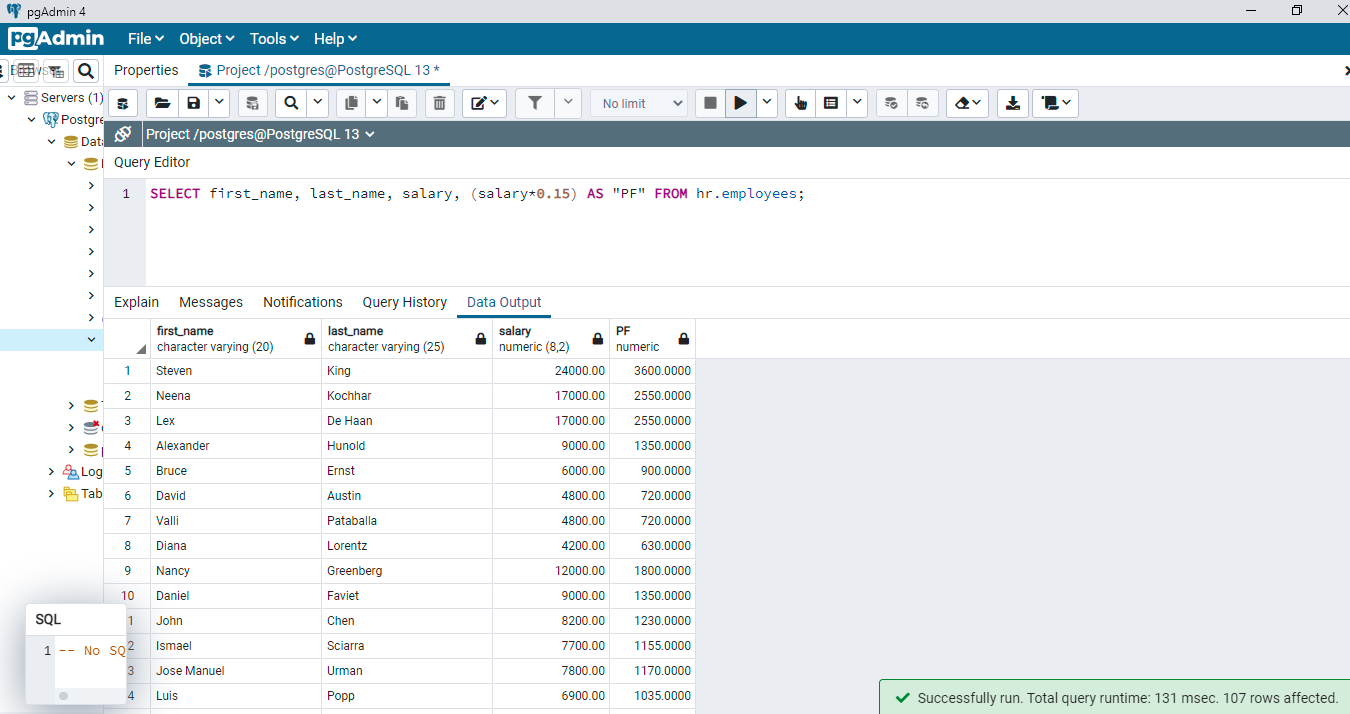 pgAdmin 4
pgAdmin File Object Tools Help
Properties Project /postgres@PostgreSQL 13 *
No limit
Servers (1)
Postgre
Data
Project /postgres@PostgreSQL 13
Query Editor
1 SELECT first_name, last_name, salary, (salary*0.15) AS "PF" FROM hr.employees;
Explain Messages Notifications Query History Data Output
first_name last_name salary PF
character varying (20) character varying (25) numeric (8,2) numeric
1 Steven King 24000.00 3600.0000
2 Neena Kochhar 17000.00 2550.0000
3 Lex De Haan 17000.00 2550.0000
4 Alexander Hunold 9000.00 1350.0000
5 Bruce Ernst 6000.00 900.0000
6 David Austin 4800.00 720.0000
7 Valli Pataballa 4800.00 720.0000
8 Diana Lorentz 4200.00 630.0000
9 Nancy Greenberg 12000.00 1800.0000
10 Daniel Faviet 9000.00 1350.0000
1 John Chen 8200.00 1230.0000
2 Ismael Sciarra 7700.00 1155.0000
3 Jose Manuel Urman 7800.00 1170.0000
4 Luis Popp 6900.00 1035.0000
Log
Tab
SQL
1 -- No SQ
Successfully run. Total query runtime: 131 msec. 107 rows affected.